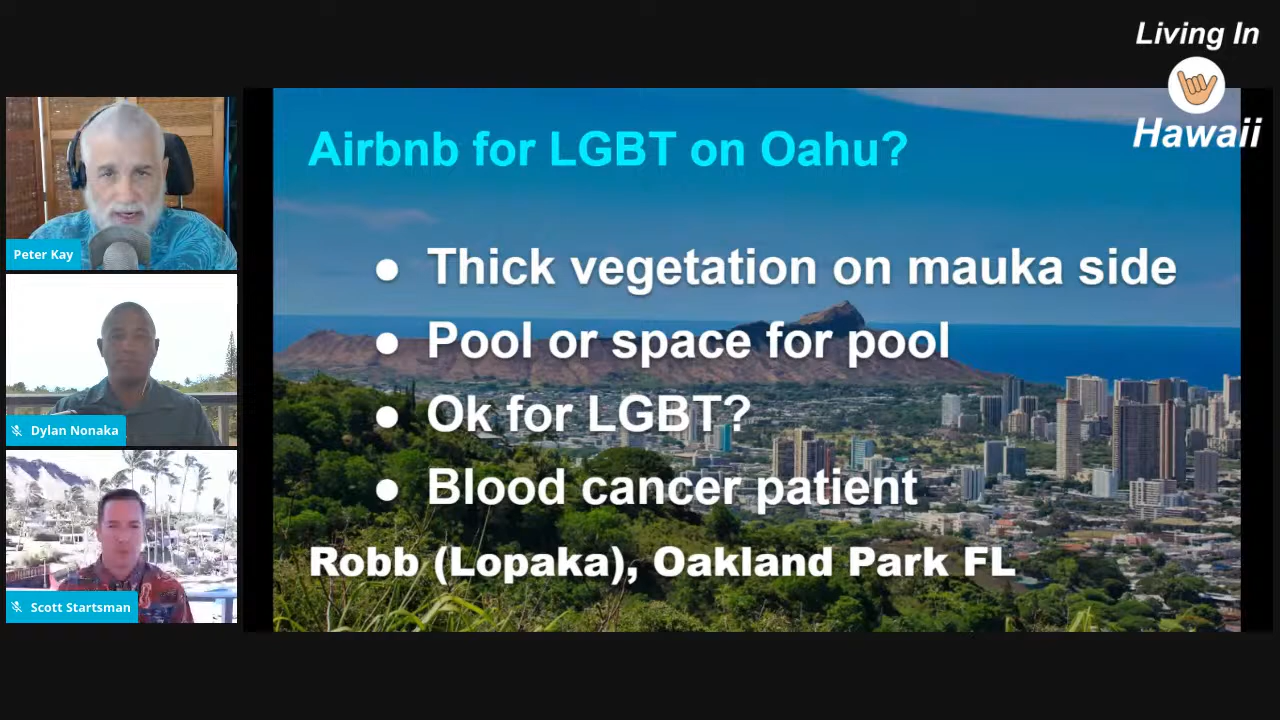 Living In
Hawaii
Airbnb for LGBT on Oahu?
● Thick vegetation on mauka side
● Pool or space for pool
● Ok for LGBT?
● Blood cancer patient
Robb (Lopaka), Oakland Park FL
Peter Kay
Dylan Nonaka
Scott Startsman